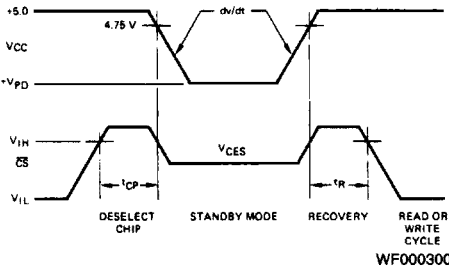 +5.0
4.75 V
dv/dt
VCC
+VPD
VIH
CS
VCES
tCP
tR
VIL
DESELECT CHIP
STANDBY MODE
RECOVERY
READ OR WRITE CYCLE
WF000300